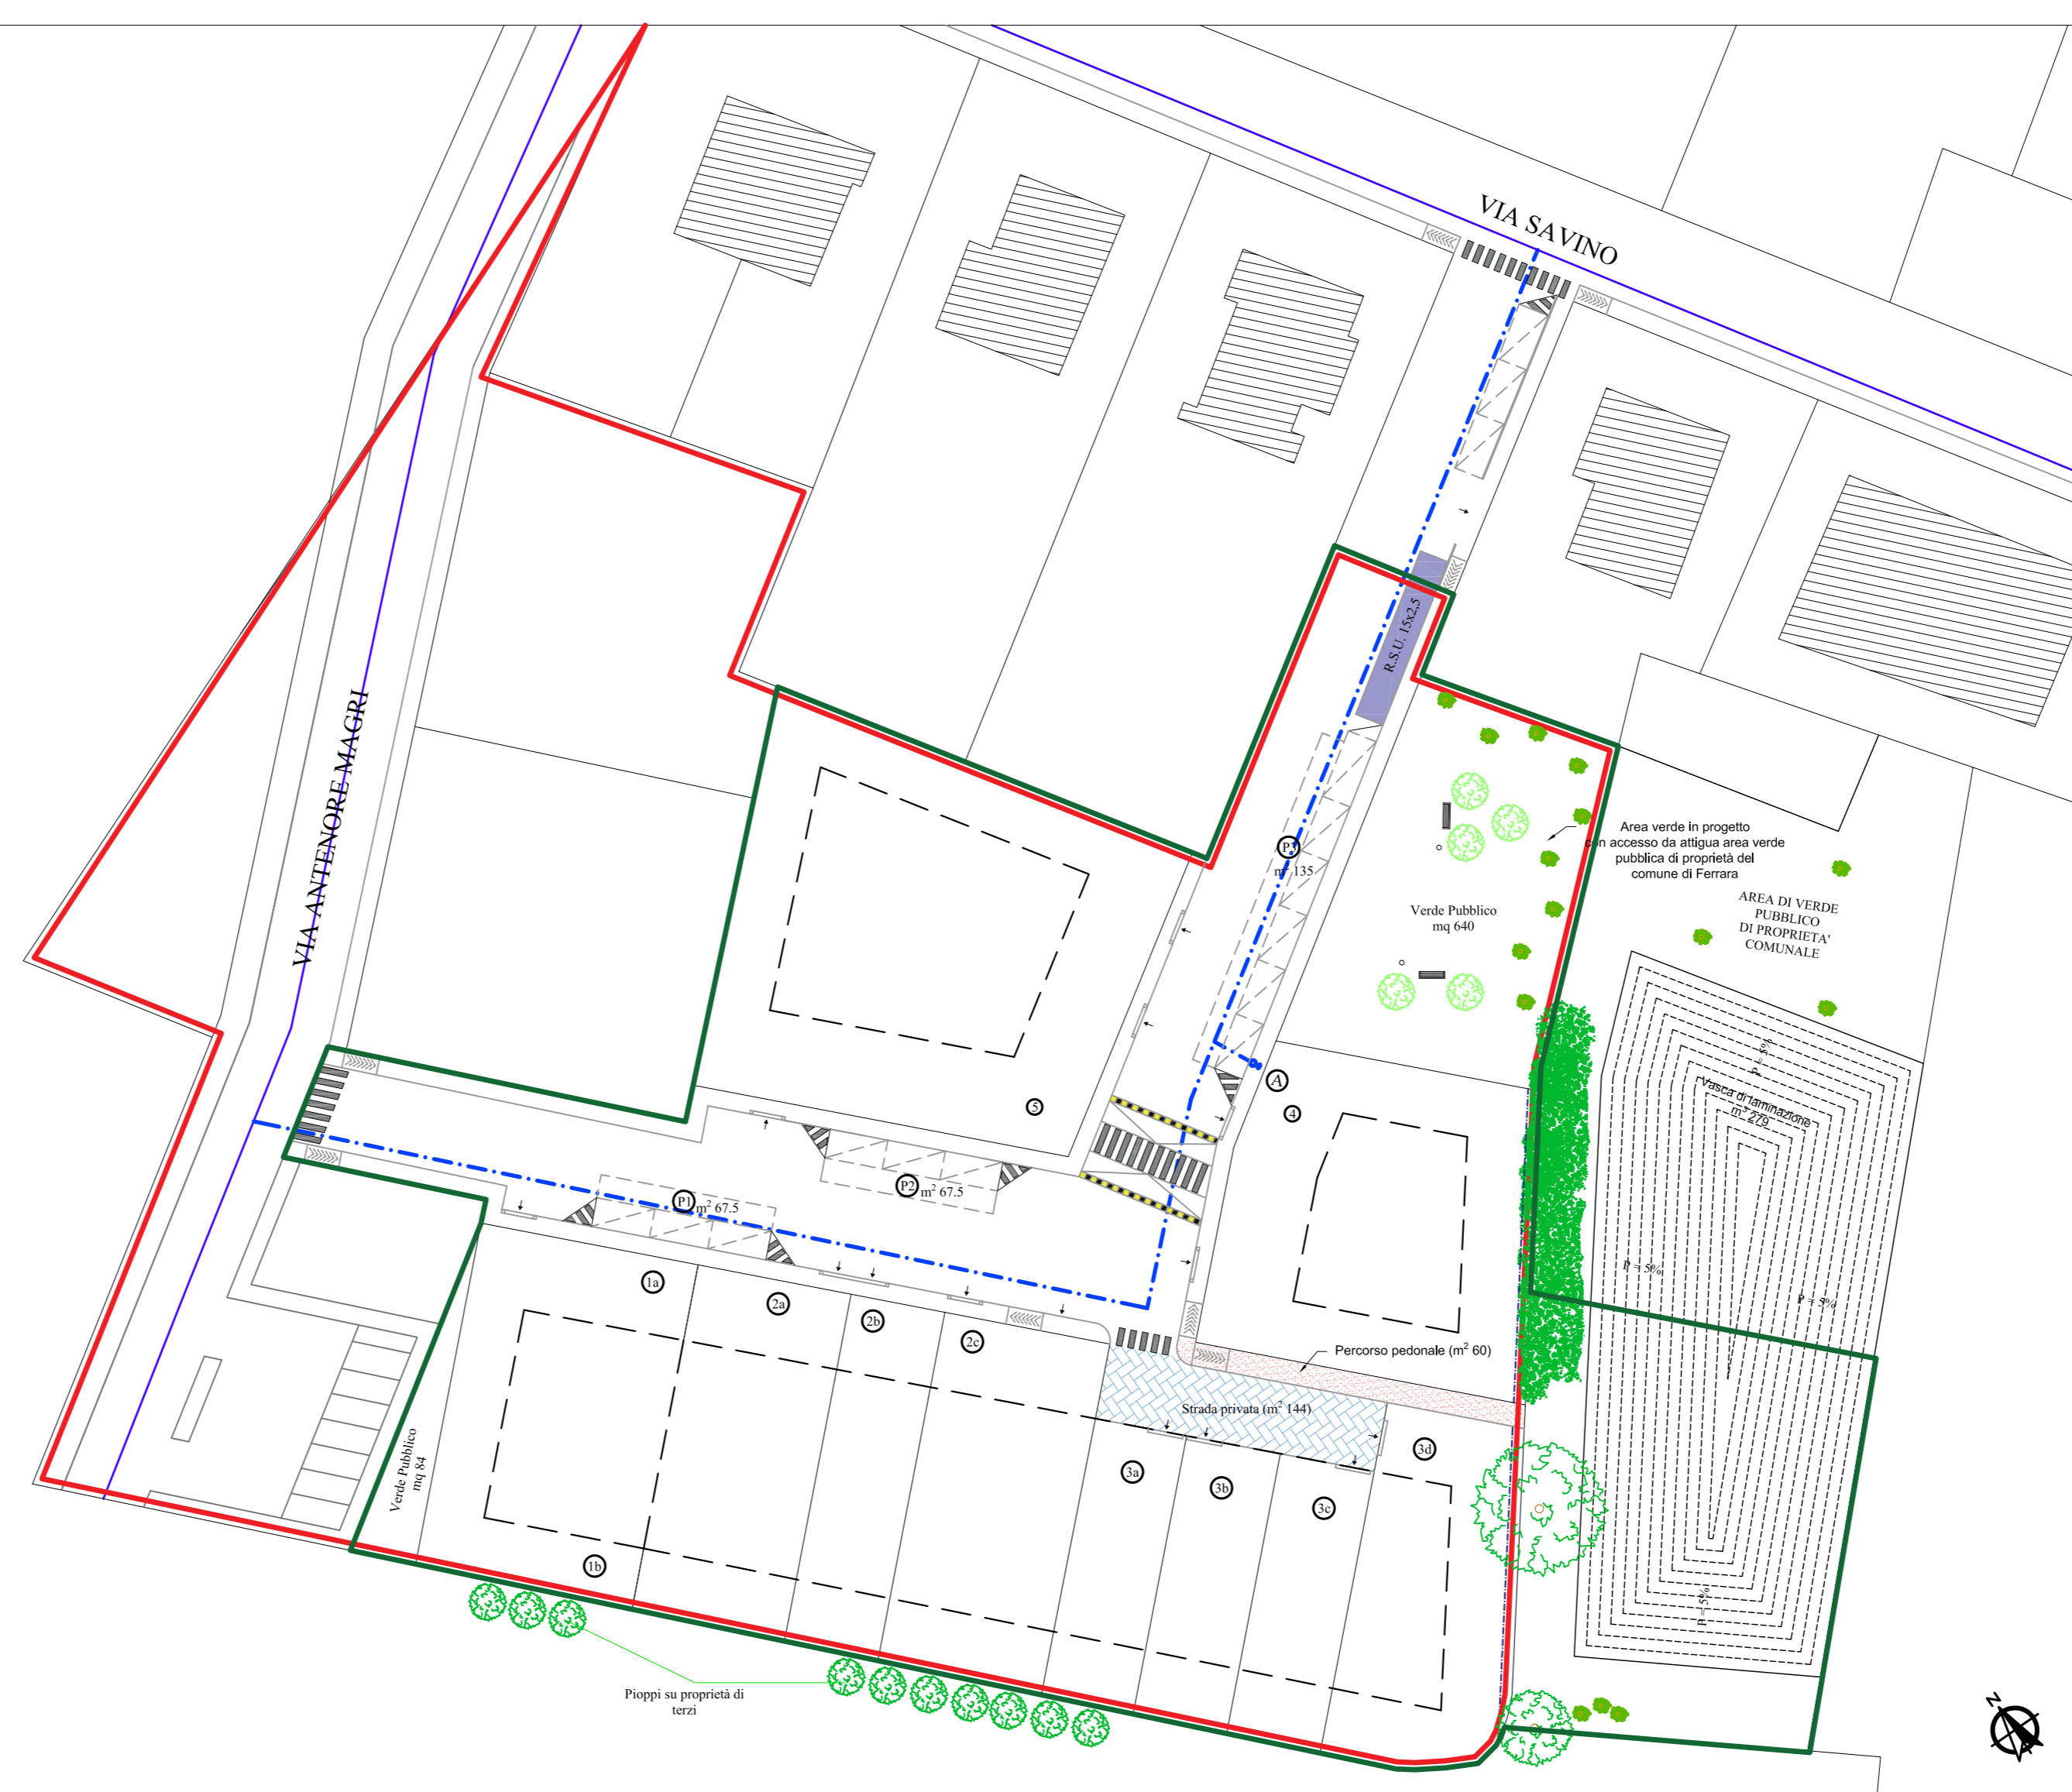 VIA SAVINO
R.S.U. 15x2,5
VIA ANTENORE MAGRI
P3
m² 135
Area verde in progetto
con accesso da attigua area verde
pubblica di proprietà del
comune di Ferrara
Verde Pubblico
mq 640
AREA DI VERDE
PUBBLICO
DI PROPRIETA'
COMUNALE
P = 5%
Vasca di laminazione
m³ 279
A
4
5
P2 m² 67.5
P1 m² 67.5
1a
2a
2b
2c
P = 5%
P = 5%
Percorso pedonale (m² 60)
Strada privata (m² 144)
3a
3b
3c
3d
Verde Pubblico
mq 84
1b
P = 5%
Pioppi su proprietà di
terzi
N